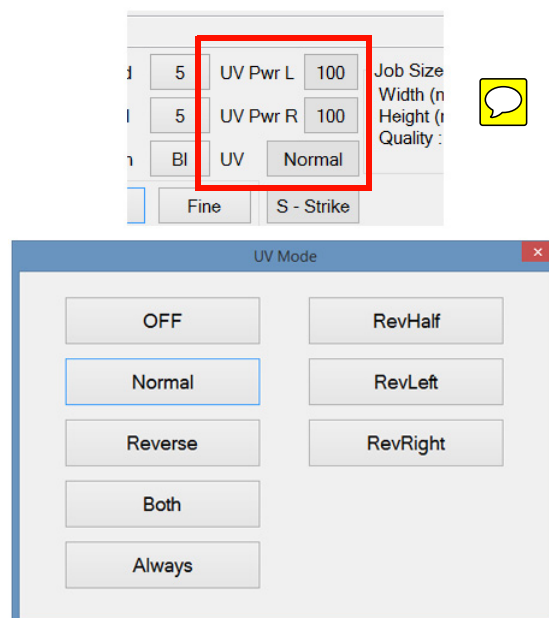 5 UV Pwr L 100 Job Size
Width (
5 UV Pwr R 100 Height (
Quality :
BI UV Normal
Fine S - Strike
UV Mode
OFF RevHalf
Normal RevLeft
Reverse RevRight
Both
Always